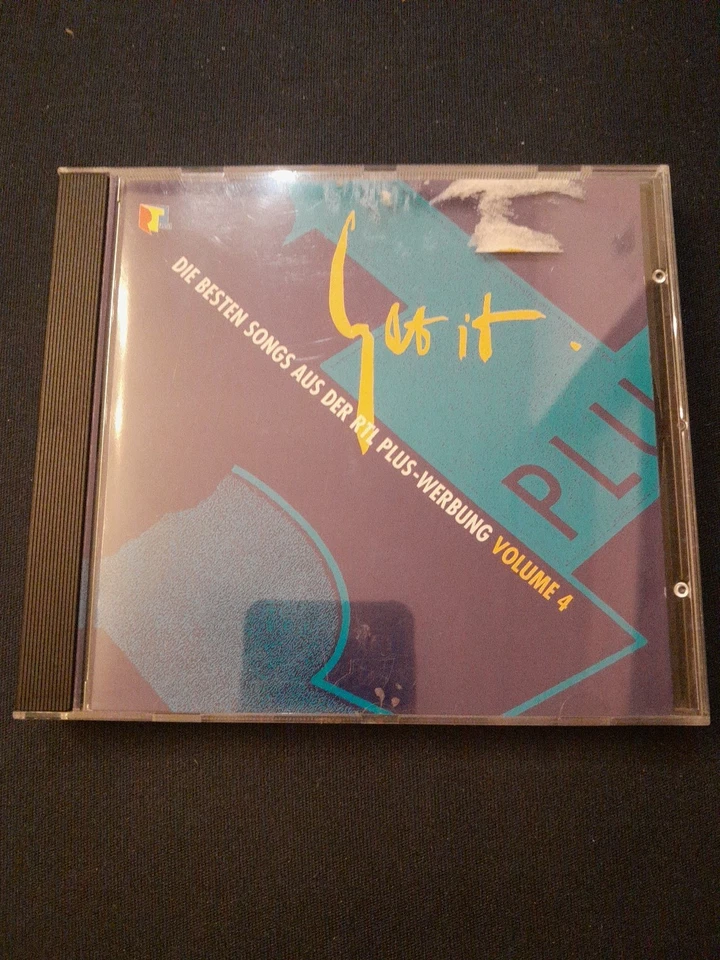 Get it.
DIE BESTEN SONGS AUS DER RTL PLUS-WERBUNG VOLUME 4
PLU